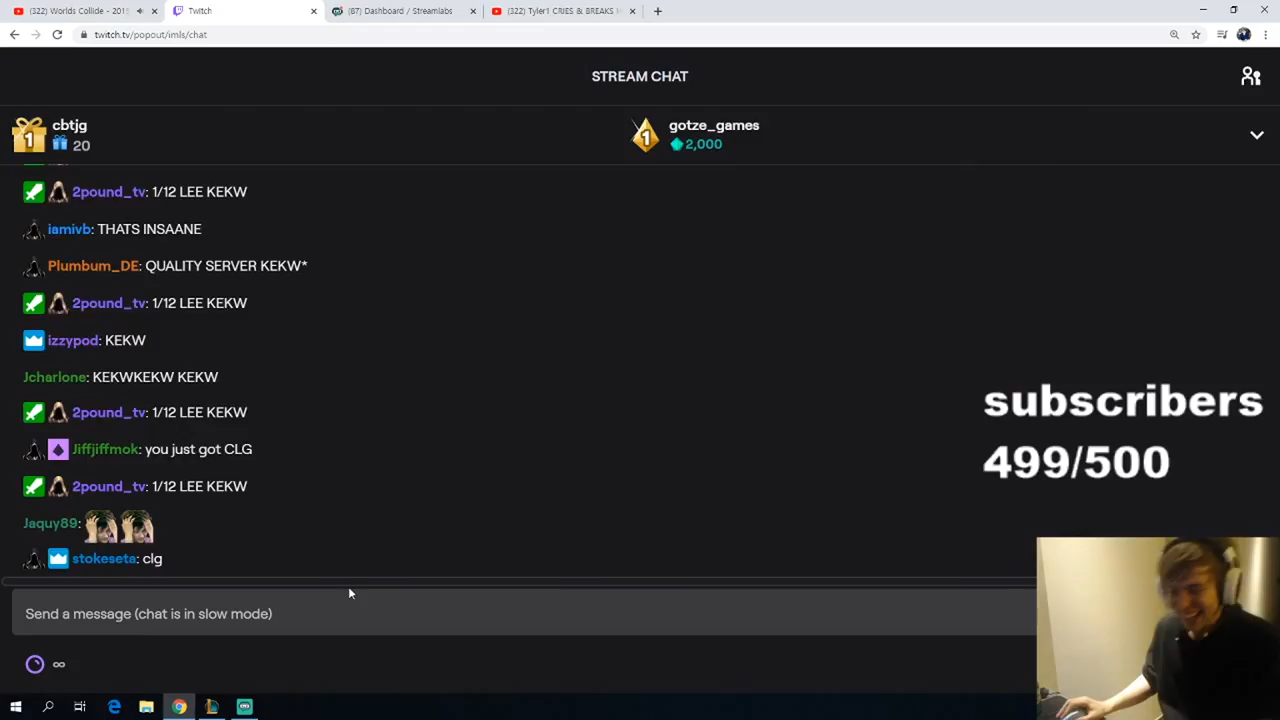 (322) Worlds Collide - 201
Twitch
(67) Dashboard / Streamlabs
(322) Tyler1 CRIES & BREAKS
twitch.tv/popout/imls/chat
STREAM CHAT
1
cbtjg
20
1
gotze_games
2,000
2pound_tv: 1/12 LEE KEKW
iamivb: THATS INSAANE
Plumbum_DE: QUALITY SERVER KEKW*
2pound_tv: 1/12 LEE KEKW
izzypod: KEKW
Jcharlone: KEKWKEKW KEKW
2pound_tv: 1/12 LEE KEKW
Jiffjiffmok: you just got CLG
2pound_tv: 1/12 LEE KEKW
Jaquy89:
stokeseta: clg
Send a message (chat is in slow mode)
∞
subscribers
499/500